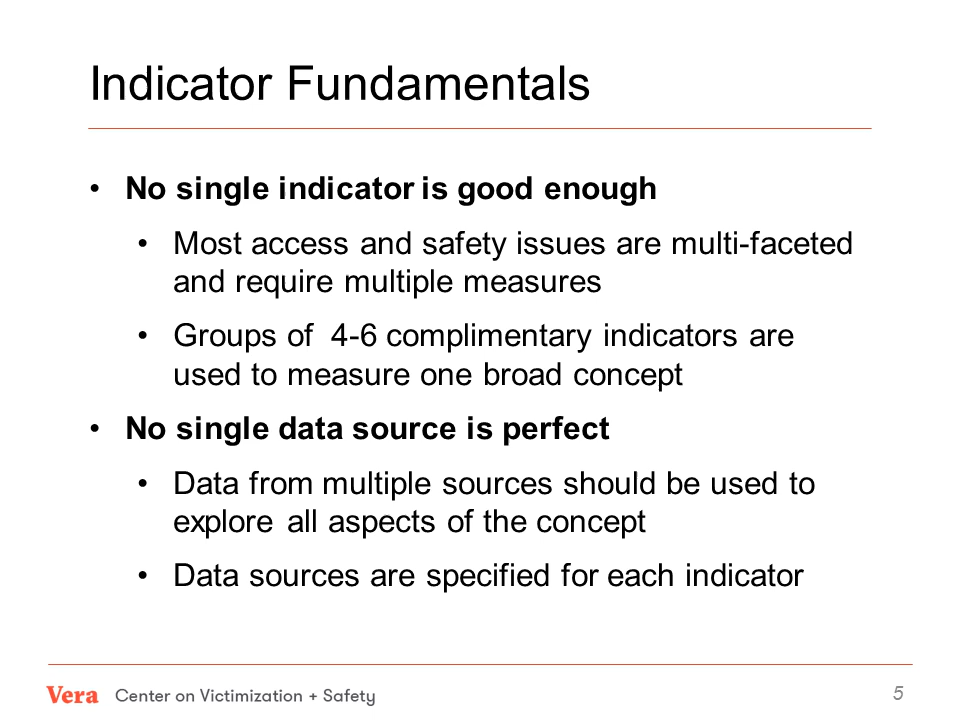 Indicator Fundamentals
• No single indicator is good enough
• Most access and safety issues are multi-faceted
and require multiple measures
• Groups of  4-6 complimentary indicators are
used to measure one broad concept
• No single data source is perfect
• Data from multiple sources should be used to
explore all aspects of the concept
• Data sources are specified for each indicator
Vera Center on Victimization + Safety
5